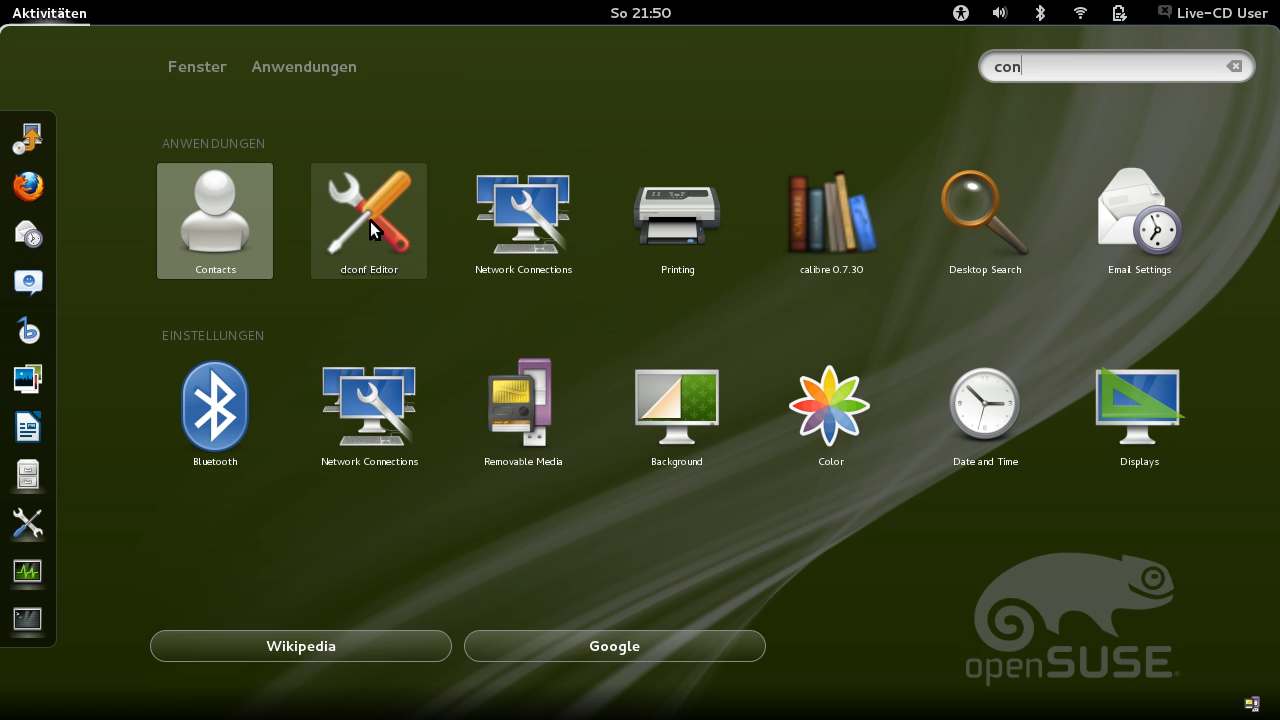 Aktivitäten
So 21:50
Live-CD User
Fenster Anwendungen
con
ANWENDUNGEN
Contacts
dconf Editor
Network Connections
Printing
calibre 0.7.30
Desktop Search
Email Settings
EINSTELLUNGEN
Bluetooth
Network Connections
Removable Media
Background
Color
Date and Time
Displays
Wikipedia
Google
openSUSE